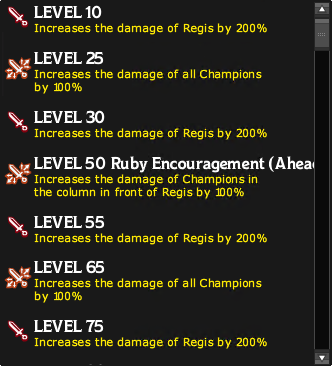 LEVEL 10
Increases the damage of Regis by 200%
LEVEL 25
Increases the damage of all Champions
by 100%
LEVEL 30
Increases the damage of Regis by 200%
LEVEL 50 Ruby Encouragement (Ahea
Increases the damage of Champions in
the column in front of Regis by 100%
LEVEL 55
Increases the damage of Regis by 200%
LEVEL 65
Increases the damage of all Champions
by 100%
LEVEL 75
Increases the damage of Regis by 200%